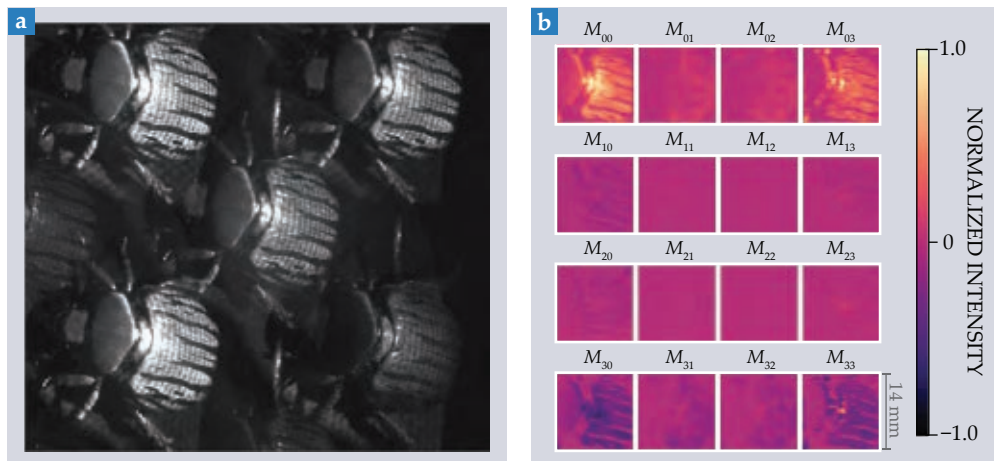 a
b
M00 M01 M02 M03
M10 M11 M12 M13
M20 M21 M22 M23
M30 M31 M32 M33
14 mm
1.0
0
−1.0
NORMALIZED INTENSITY